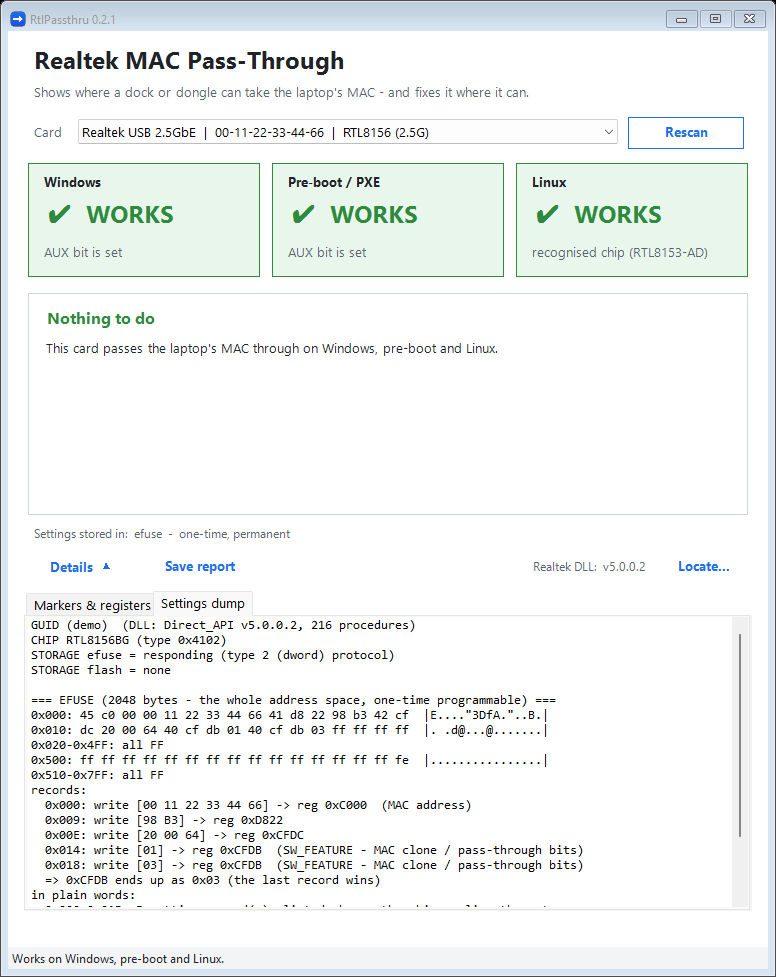 RtlPassthru 0.2.1
Realtek MAC Pass-Through
Shows where a dock or dongle can take the laptop's MAC - and fixes it where it can.
Card
Realtek USB 2.5GbE | 00-11-22-33-44-66 | RTL8156 (2.5G)
Rescan
Windows
✔ WORKS
AUX bit is set
Pre-boot / PXE
✔ WORKS
AUX bit is set
Linux
✔ WORKS
recognised chip (RTL8153-AD)
Nothing to do
This card passes the laptop's MAC through on Windows, pre-boot and Linux.
Settings stored in: efuse - one-time, permanent
Details ▲
Save report
Realtek DLL: v5.0.0.2
Locate...
Markers & registers
Settings dump
GUID (demo) (DLL: Direct_API v5.0.0.2, 216 procedures)
CHIP RTL8156BG (type 0x4102)
STORAGE efuse = responding (type 2 (dword) protocol)
STORAGE flash = none
=== EFUSE (2048 bytes - the whole address space, one-time programmable) ===
0x000: 45 c0 00 00 11 22 33 44 66 41 d8 22 98 b3 42 cf |E...."3DfA."..B.|
0x010: dc 20 00 64 40 cf db 01 40 cf db 03 ff ff ff ff |. .d@...@.......|
0x020-0x4FF: all FF
0x500: ff ff ff ff ff ff ff ff ff ff ff ff ff ff ff fe |................|
0x510-0x7FF: all FF
records:
0x000: write [00 11 22 33 44 66] -> reg 0xC000 (MAC address)
0x009: write [98 B3] -> reg 0xD822
0x00E: write [20 00 64] -> reg 0xCFDC
0x014: write [01] -> reg 0xCFDB (SW_FEATURE - MAC clone / pass-through bits)
0x018: write [03] -> reg 0xCFDB (SW_FEATURE - MAC clone / pass-through bits)
=> 0xCFDB ends up as 0x03 (the last record wins)
in plain words:
Works on Windows, pre-boot and Linux.